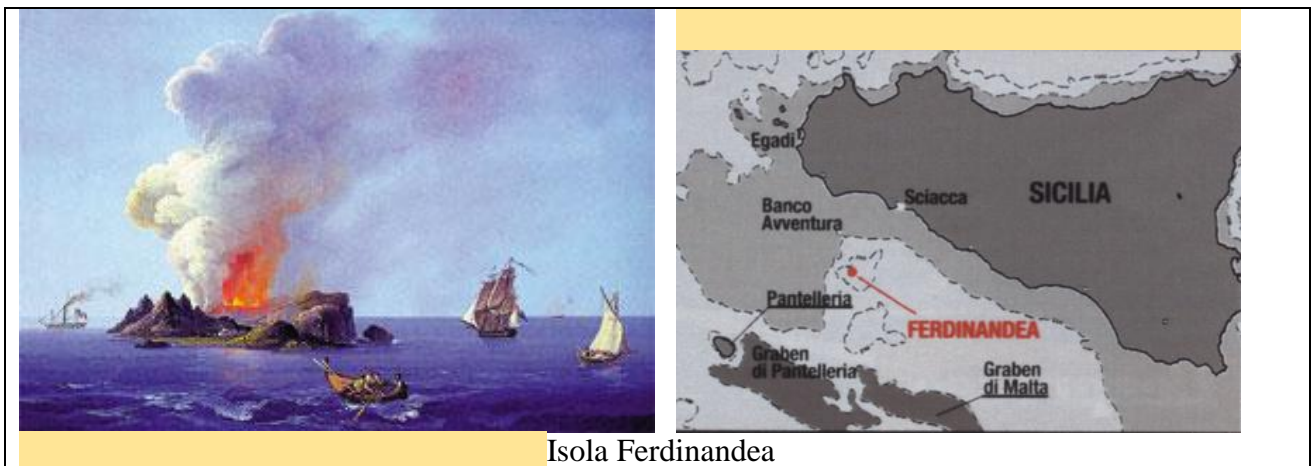 Egadi
SICILIA
Sciacca
Banco
Avventura
Pantelleria
FERDINANDEA
Graben
di Pantelleria
Graben
di Malta
Isola Ferdinandea